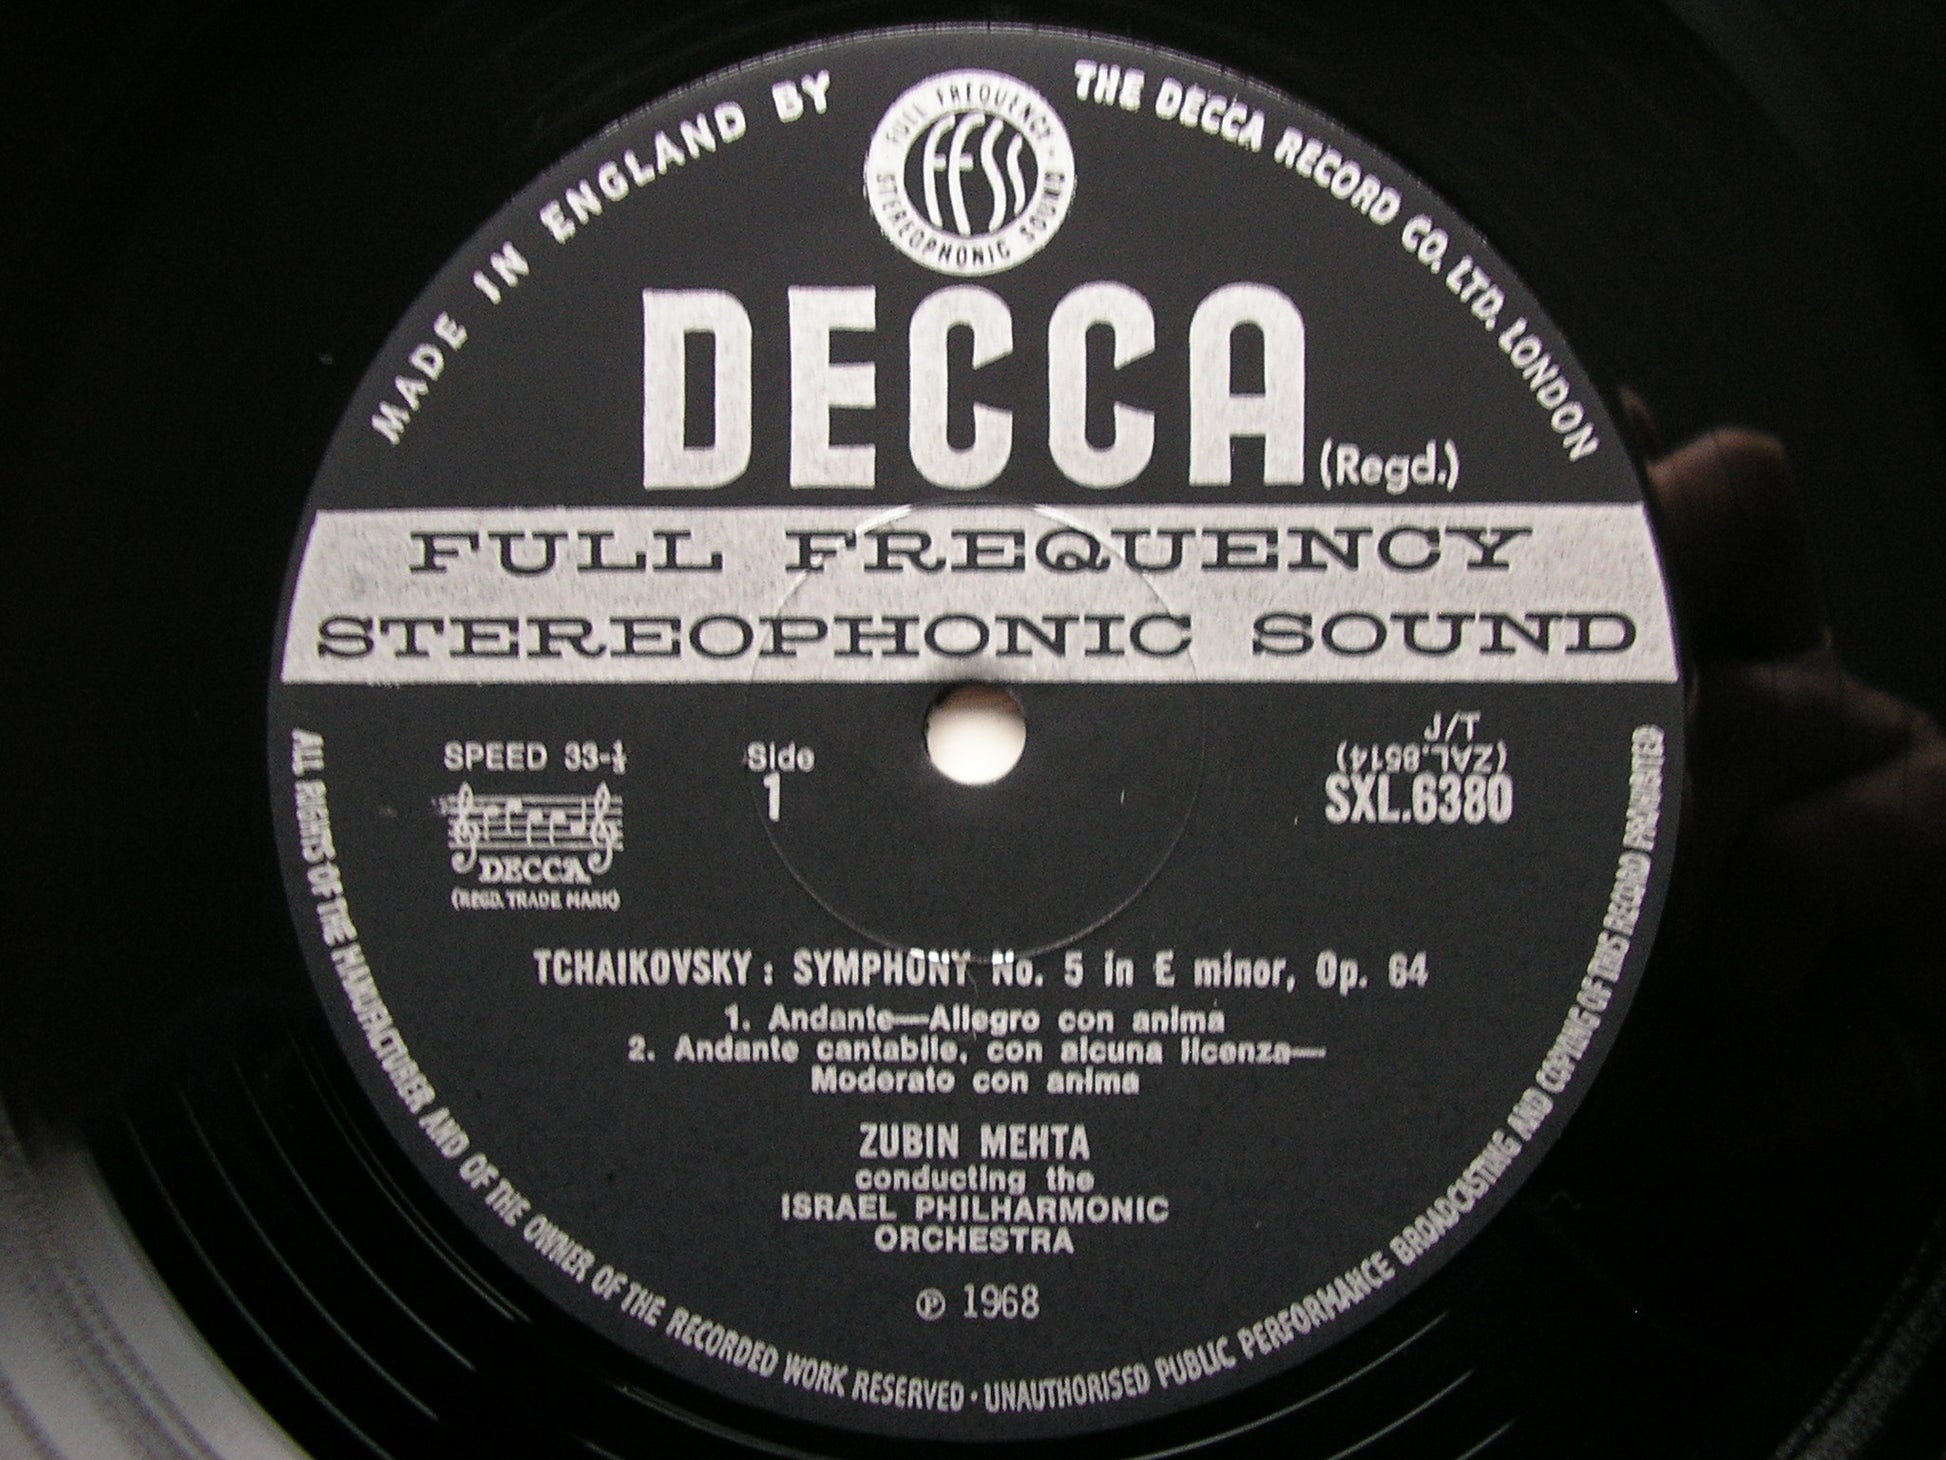 MADE IN ENGLAND BY
THE DECCA RECORD CO. LTD. LONDON
FULL FREQUENCY
FFSS
STEREOPHONIC SOUND
DECCA
(Regd.)
FULL FREQUENCY
STEREOPHONIC SOUND
SPEED 33-⅓
DECCA
(REGD. TRADE MARK)
Side
1
J/T
(ZAL.8514)
SXL.6380
TCHAIKOVSKY : SYMPHONY No. 5 in E minor, Op. 64
1. Andante—Allegro con anima
2. Andante cantabile, con alcuna licenza—
Moderato con anima
ZUBIN MEHTA
conducting the
ISRAEL PHILHARMONIC
ORCHESTRA
℗ 1968
ALL RIGHTS OF THE MANUFACTURER AND OF THE OWNER OF THE RECORDED WORK RESERVED · UNAUTHORISED PUBLIC PERFORMANCE BROADCASTING AND COPYING OF THIS RECORD PROHIBITED